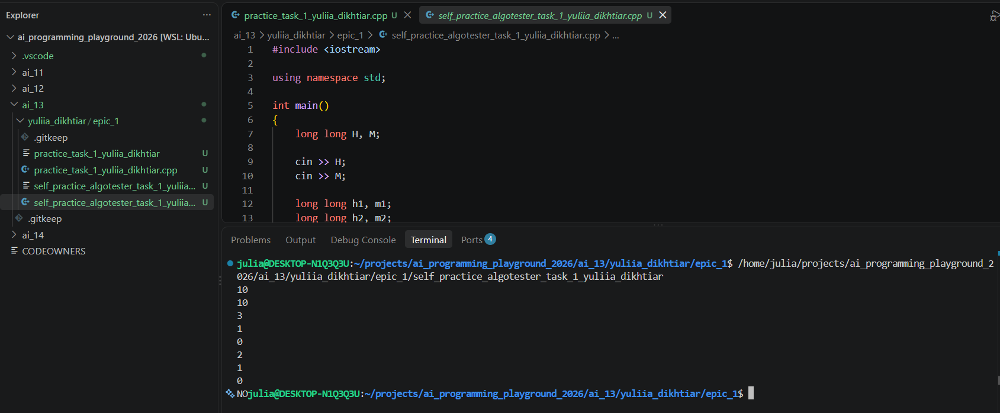 Explorer
ai_programming_playground_2026 [WSL: Ubu...
.vscode
ai_11
ai_12
ai_13
yuliia_dikhtiar/epic_1
.gitkeep
practice_task_1_yuliia_dikhtiar U
practice_task_1_yuliia_dikhtiar.cpp U
self_practice_algotester_task_1_yuliia... U
self_practice_algotester_task_1_yuliia... U
.gitkeep
ai_14
CODEOWNERS
practice_task_1_yuliia_dikhtiar.cpp U self_practice_algotester_task_1_yuliia_dikhtiar.cpp U
ai_13 > yuliia_dikhtiar > epic_1 > self_practice_algotester_task_1_yuliia_dikhtiar.cpp > ...
1 #include <iostream>
2
3 using namespace std;
4
5 int main()
6 {
7 long long H, M;
8
9 cin >> H;
10 cin >> M;
11
12 long long h1, m1;
13 long long h2, m2;
Problems Output Debug Console Terminal Ports 4
julia@DESKTOP-N1Q3Q3U:~/projects/ai_programming_playground_2026/ai_13/yuliia_dikhtiar/epic_1$ /home/julia/projects/ai_programming_playground_2
026/ai_13/yuliia_dikhtiar/epic_1/self_practice_algotester_task_1_yuliia_dikhtiar
10
10
3
1
0
2
1
0
NOjulia@DESKTOP-N1Q3Q3U:~/projects/ai_programming_playground_2026/ai_13/yuliia_dikhtiar/epic_1$